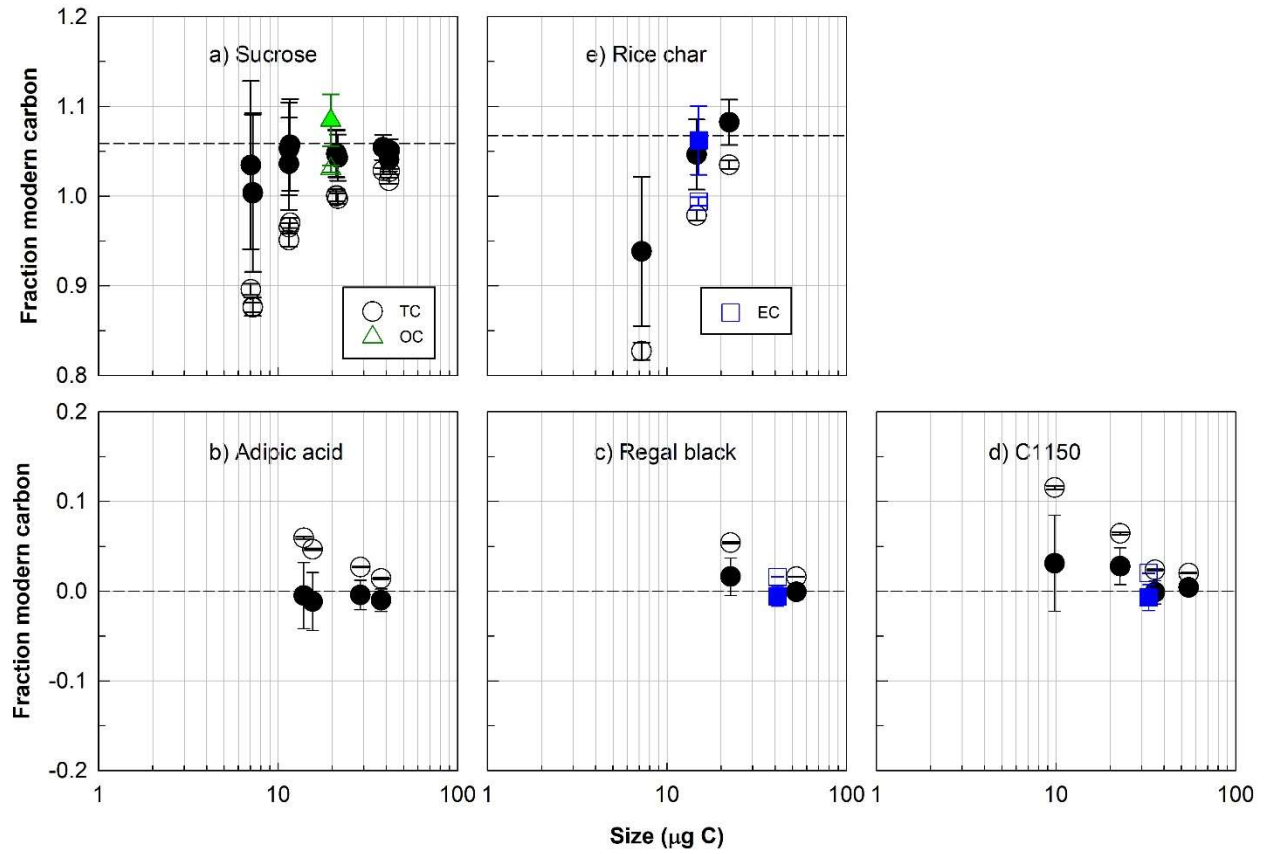 1.2
1.1
1.0
0.9
0.8
Fraction modern carbon
a) Sucrose
TC
OC
e) Rice char
EC
0.2
0.1
0.0
-0.1
-0.2
Fraction modern carbon
b) Adipic acid
c) Regal black
d) C1150
1 10 100 1 10 100 1 10 100
Size (μg C)